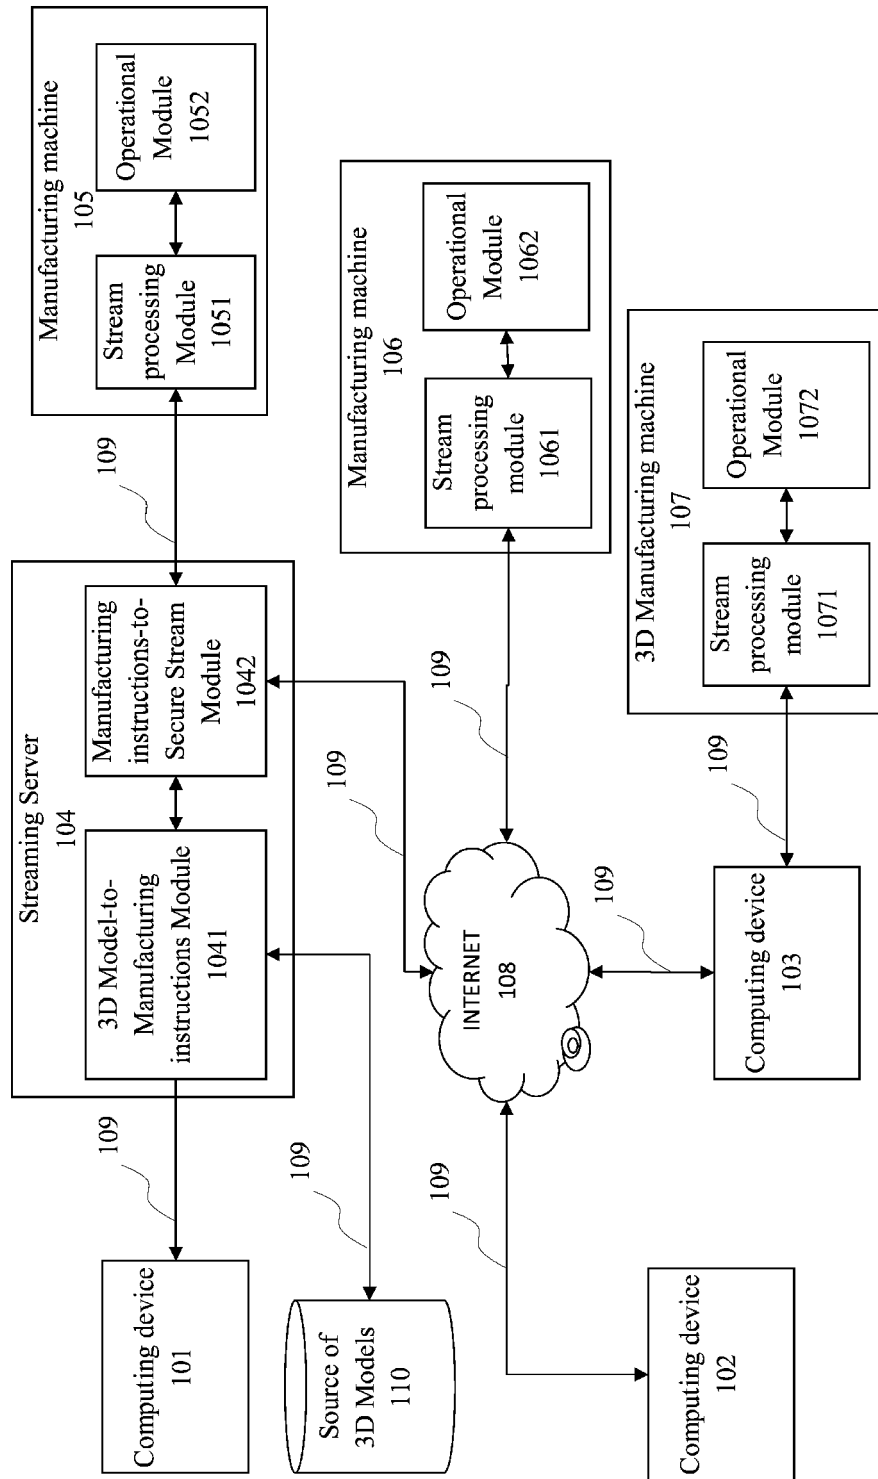 Computing device
101
109
Streaming Server
104
3D Model-to-
Manufacturing
instructions Module
1041
Manufacturing
instructions-to-
Secure Stream
Module
1042
109
Manufacturing machine
105
Stream
processing
Module
1051
Operational
Module
1052
Source of
3D Models
110
109
109
Manufacturing machine
106
Stream
processing
module
1061
Operational
Module
1062
109
109
INTERNET
108
109
Computing device
102
Computing device
103
109
3D Manufacturing machine
107
Stream
processing
module
1071
Operational
Module
1072